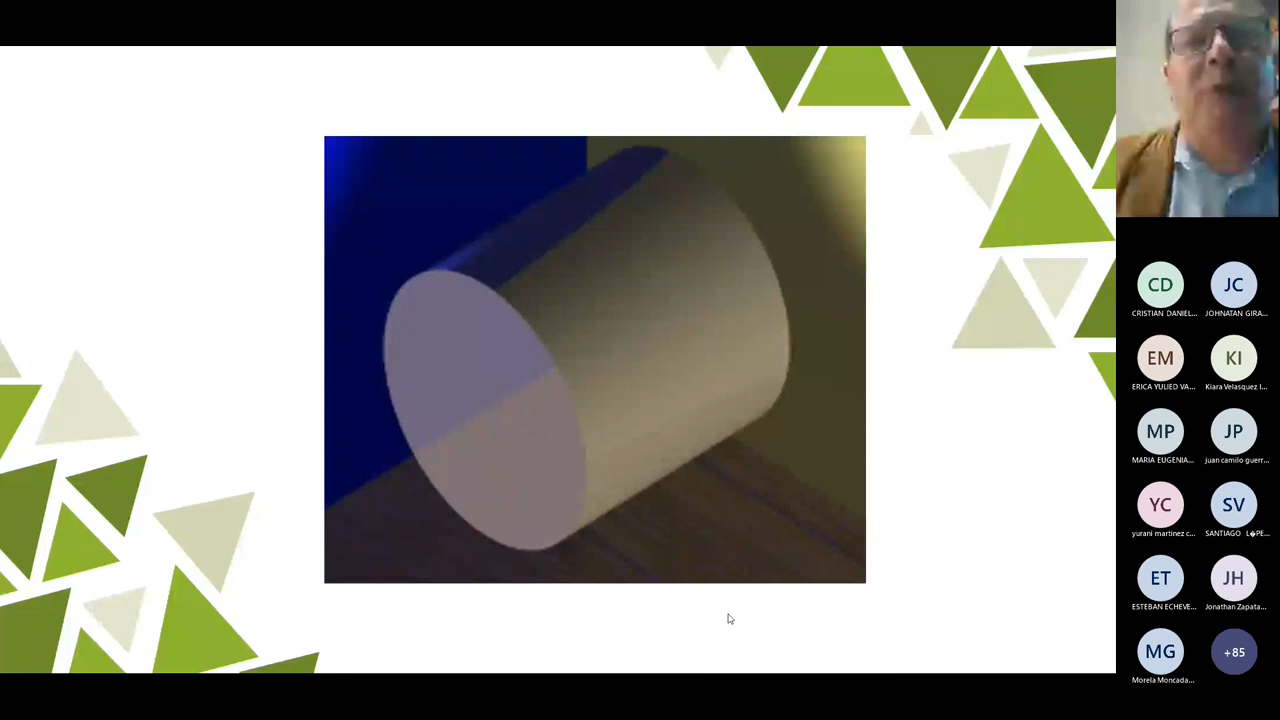 CD JC
CRISTIAN DANIEL... JOHNATAN GIRA...
EM KI
ERICA YULIED VA... Kiara Velasquez I...
MP JP
MARIA EUGENIA... juan camilo guerr...
YC SV
yurani martinez c... SANTIAGO L�PE...
ET JH
ESTEBAN ECHEVE... Jonathan Zapata...
MG +85
Morela Moncada...